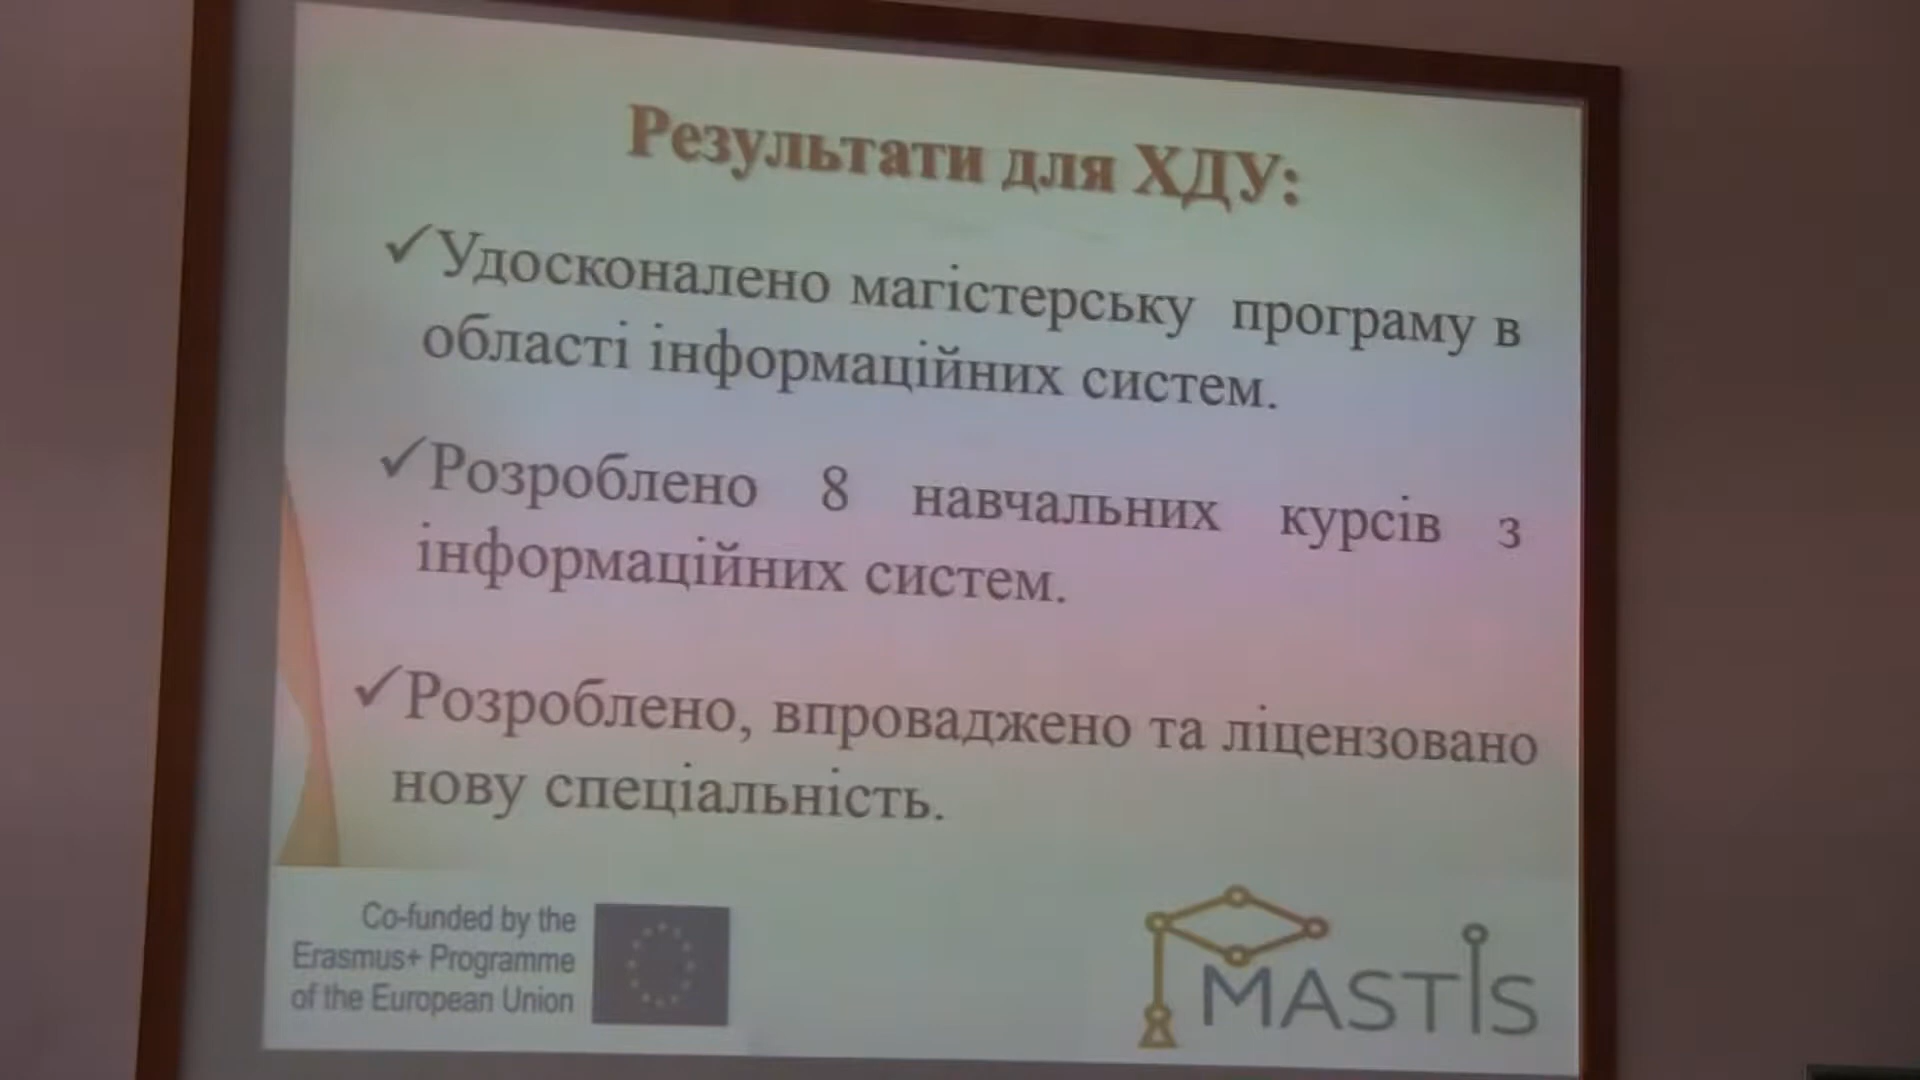 Результати для ХДУ:
✓Удосконалено магістерську програму в
області інформаційних систем.
✓Розроблено 8 навчальних курсів з
інформаційних систем.
✓Розроблено, впроваджено та ліцензовано
нову спеціальність.
Co-funded by the
Erasmus+ Programme
of the European Union
MASTIS